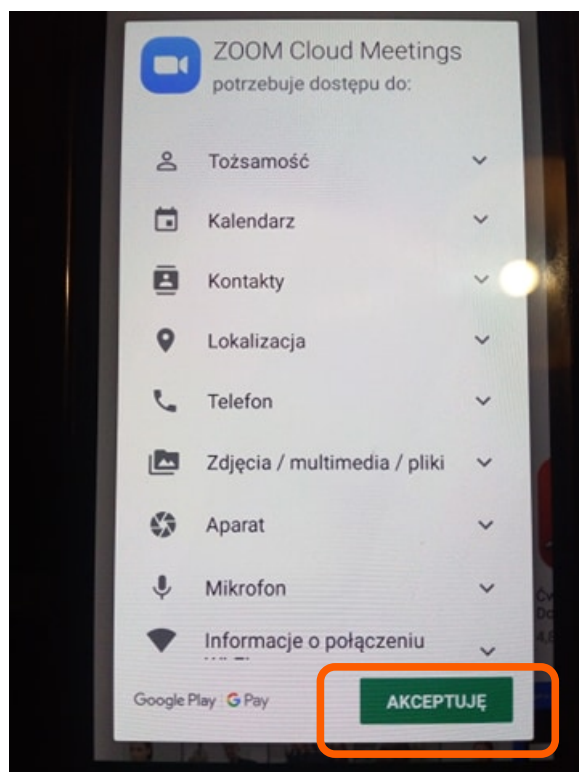 ZOOM Cloud Meetings
potrzebuje dostępu do:
Tożsamość
Kalendarz
Kontakty
Lokalizacja
Telefon
Zdjęcia / multimedia / pliki
Aparat
Mikrofon
Informacje o połączeniu
Google Play G Pay
AKCEPTUJĘ